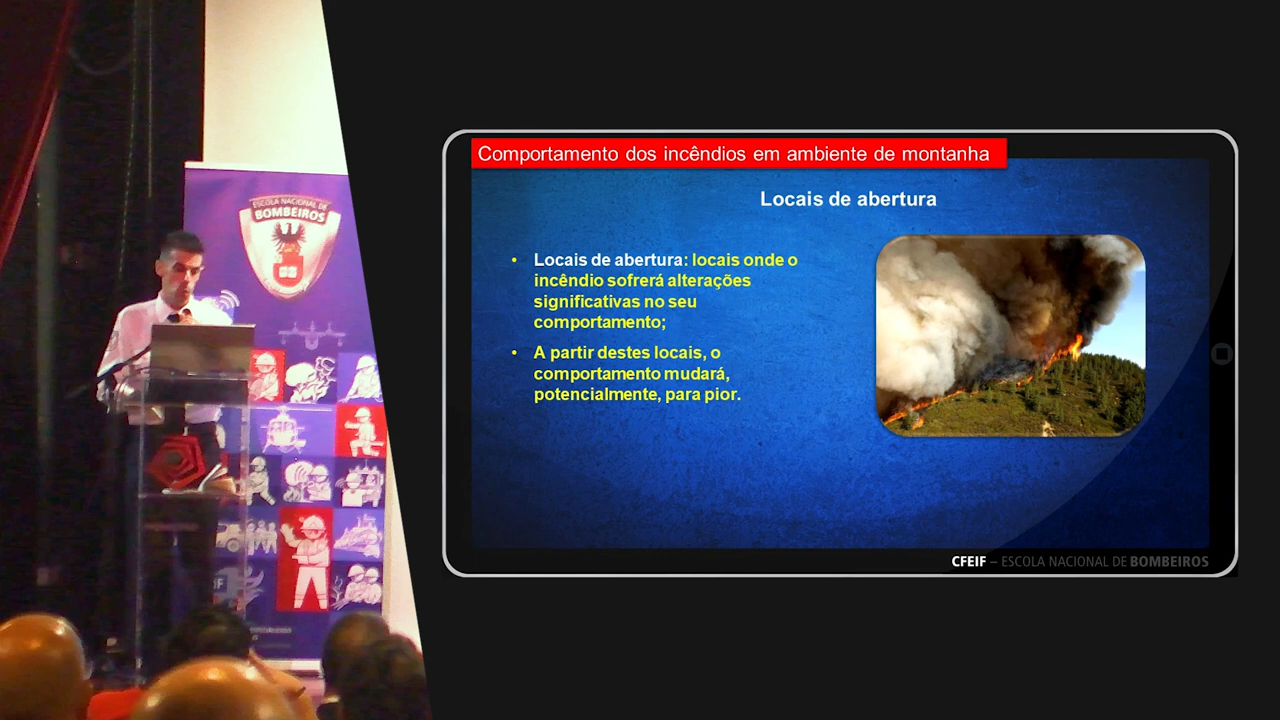 ESCOLA NACIONAL DE
BOMBEIROS
Comportamento dos incêndios em ambiente de montanha
Locais de abertura
• Locais de abertura: locais onde o
incêndio sofrerá alterações
significativas no seu
comportamento;
• A partir destes locais, o
comportamento mudará,
potencialmente, para pior.
CFEIF – ESCOLA NACIONAL DE BOMBEIROS